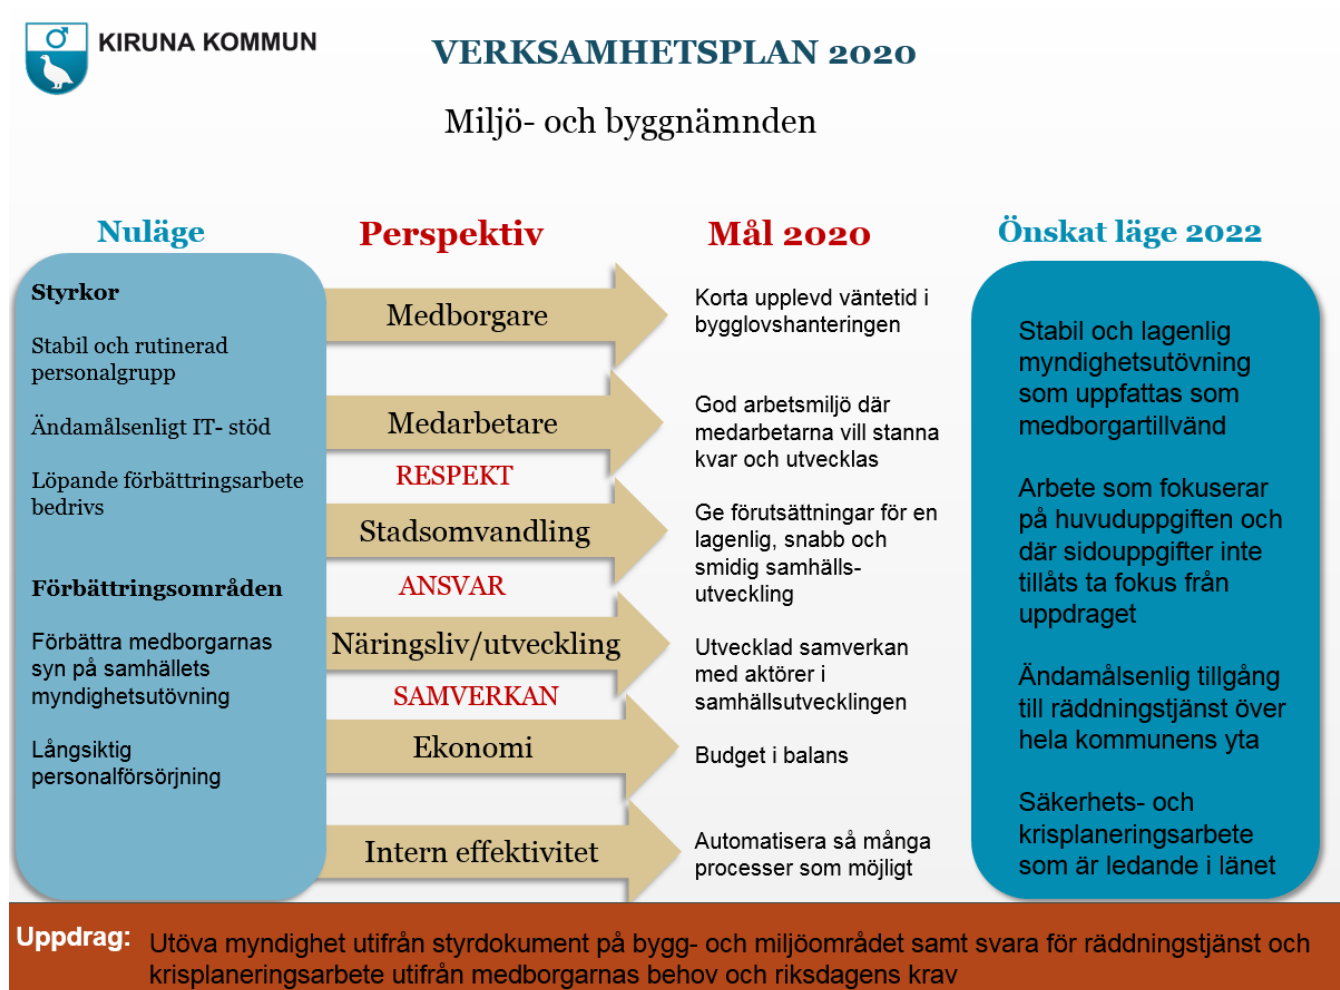 KIRUNA KOMMUN
VERKSAMHETSPLAN 2020
Miljö- och byggnämnden
Nuläge
Styrkor
Stabil och rutinerad
personalgrupp
Ändamålsenligt IT- stöd
Löpande förbättringsarbete
bedrivs
Förbättringsområden
Förbättra medborgarnas
syn på samhällets
myndighetsutövning
Långsiktig
personalförsörjning
Perspektiv
Medborgare
Medarbetare
RESPEKT
Stadsomvandling
ANSVAR
Näringsliv/utveckling
SAMVERKAN
Ekonomi
Intern effektivitet
Mål 2020
Korta upplevd väntetid i
bygglovshanteringen
God arbetsmiljö där
medarbetarna vill stanna
kvar och utvecklas
Ge förutsättningar för en
lagenlig, snabb och
smidig samhälls-
utveckling
Utvecklad samverkan
med aktörer i
samhällsutvecklingen
Budget i balans
Automatisera så många
processer som möjligt
Önskat läge 2022
Stabil och lagenlig
myndighetsutövning
som uppfattas som
medborgartillvänd
Arbete som fokuserar
på huvuduppgiften och
där sidouppgifter inte
tillåts ta fokus från
uppdraget
Ändamålsenlig tillgång
till räddningstjänst över
hela kommunens yta
Säkerhets- och
krisplaneringsarbete
som är ledande i länet
Uppdrag: Utöva myndighet utifrån styrdokument på bygg- och miljöområdet samt svara för räddningstjänst och
krisplaneringsarbete utifrån medborgarnas behov och riksdagens krav